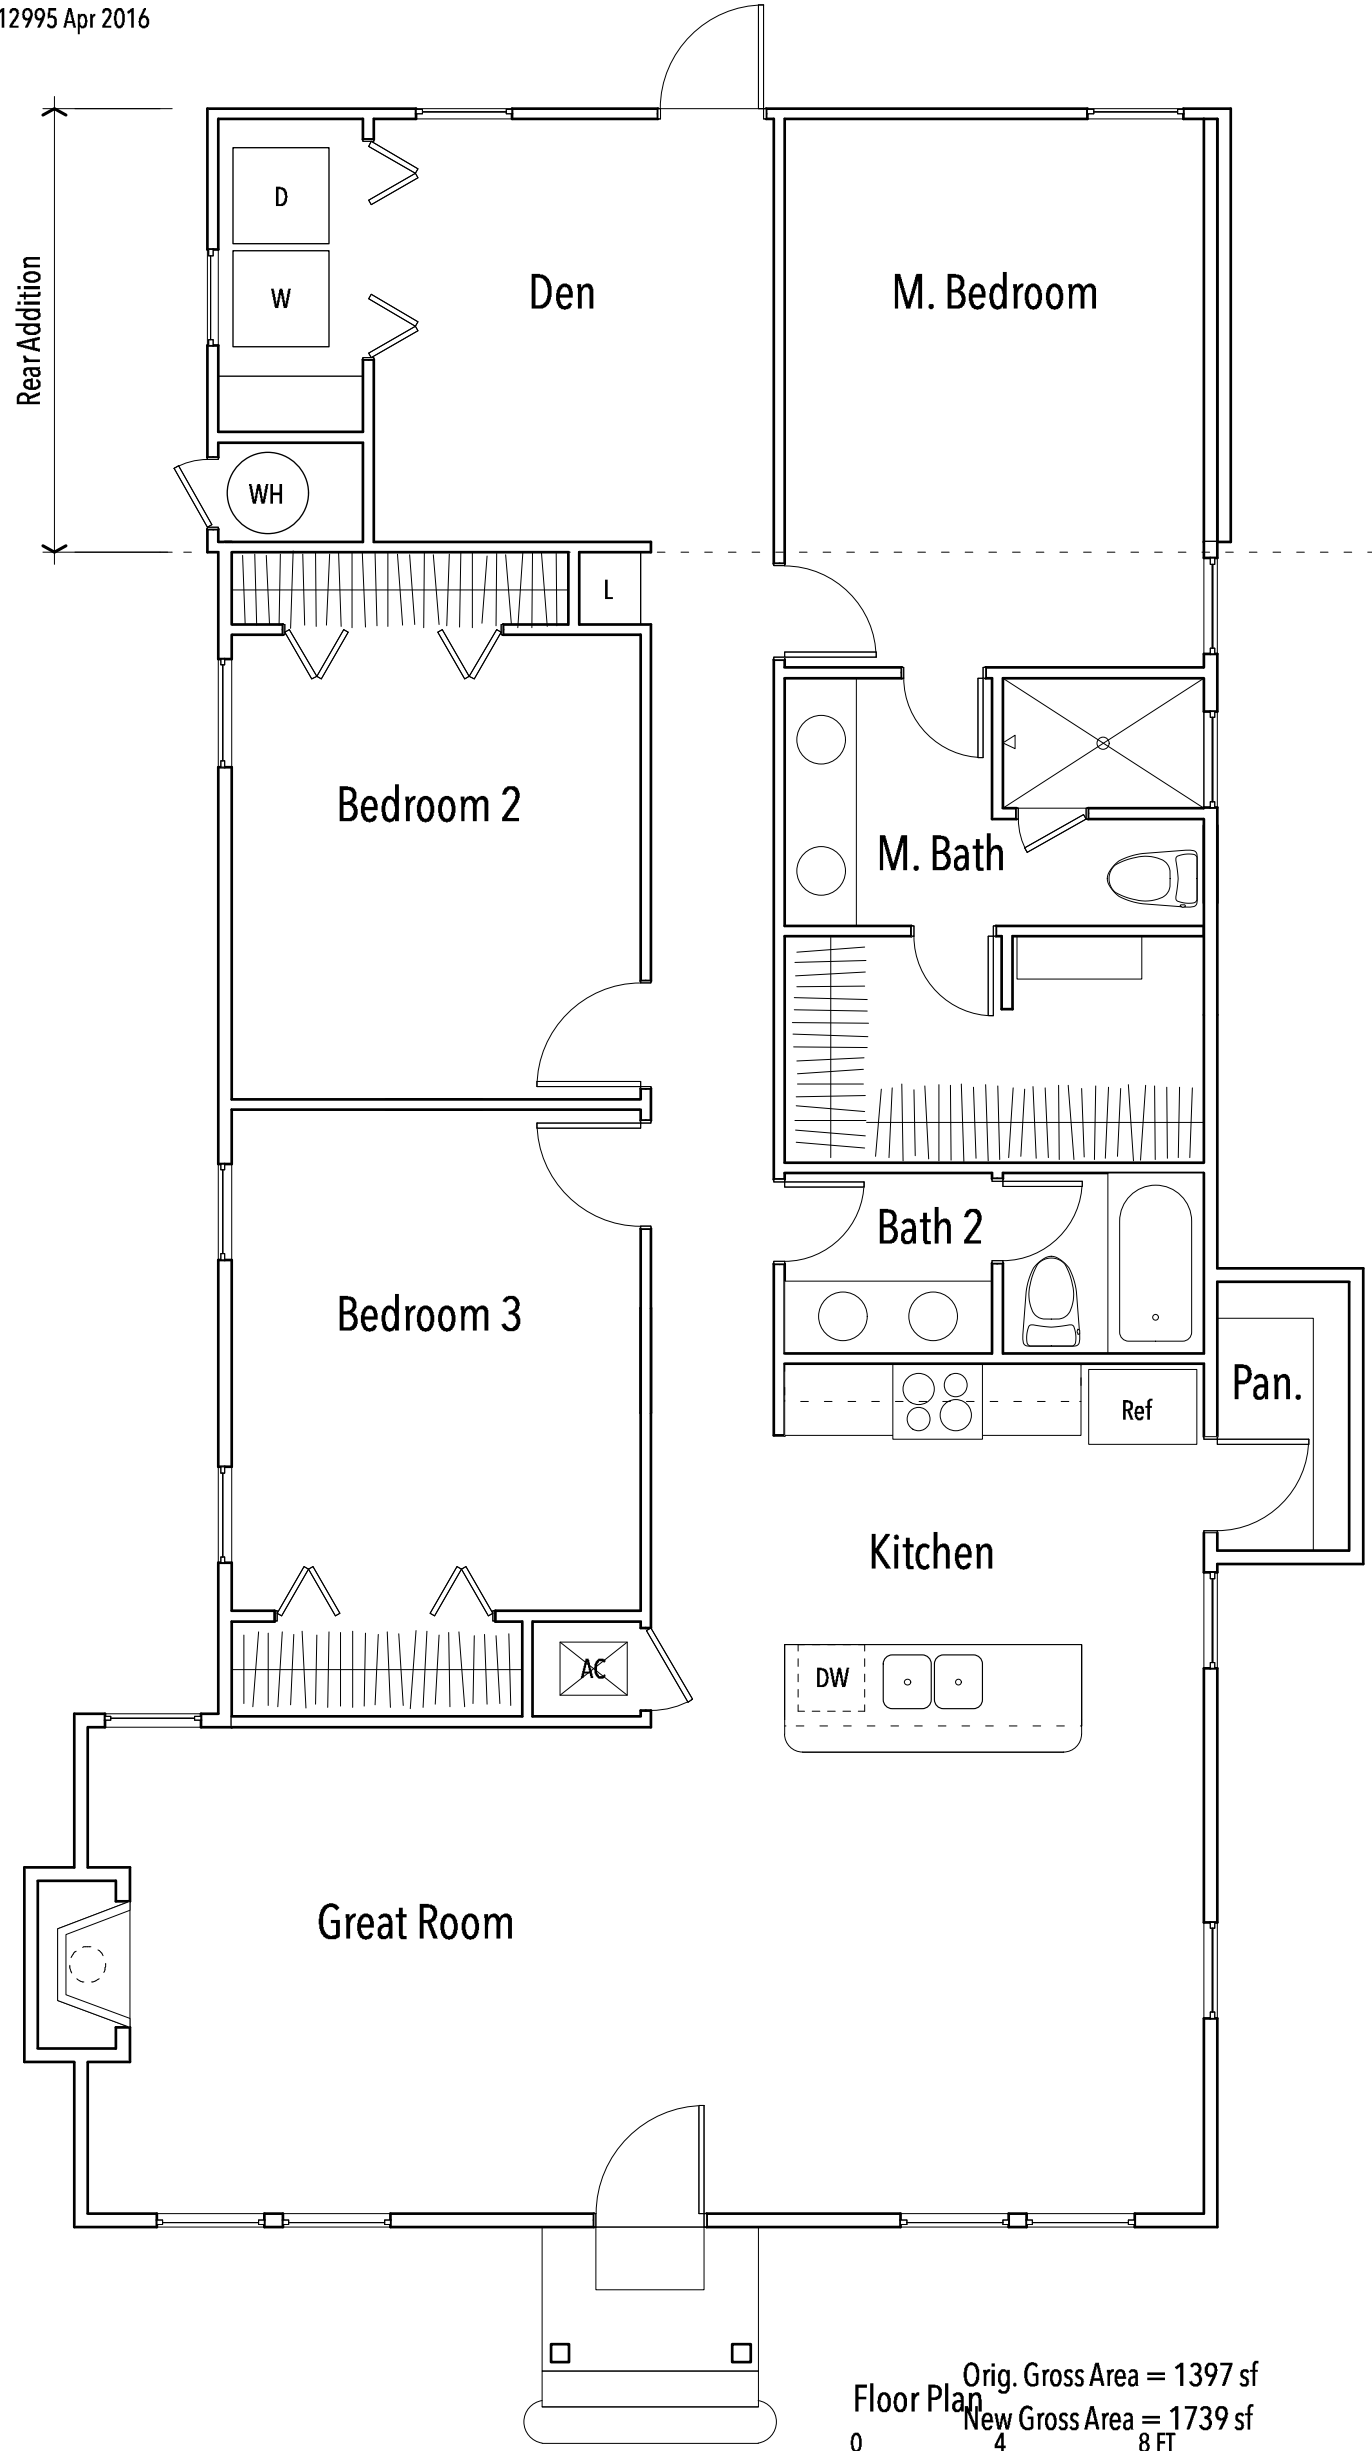 12995 Apr 2016
Rear Addition
D
W
Den
M. Bedroom
WH
L
Bedroom 2
M. Bath
Bath 2
Bedroom 3
Pan.
Ref
Kitchen
AC
DW
Great Room
Floor Plan
Orig. Gross Area = 1397 sf
New Gross Area = 1739 sf
0 4 8 FT